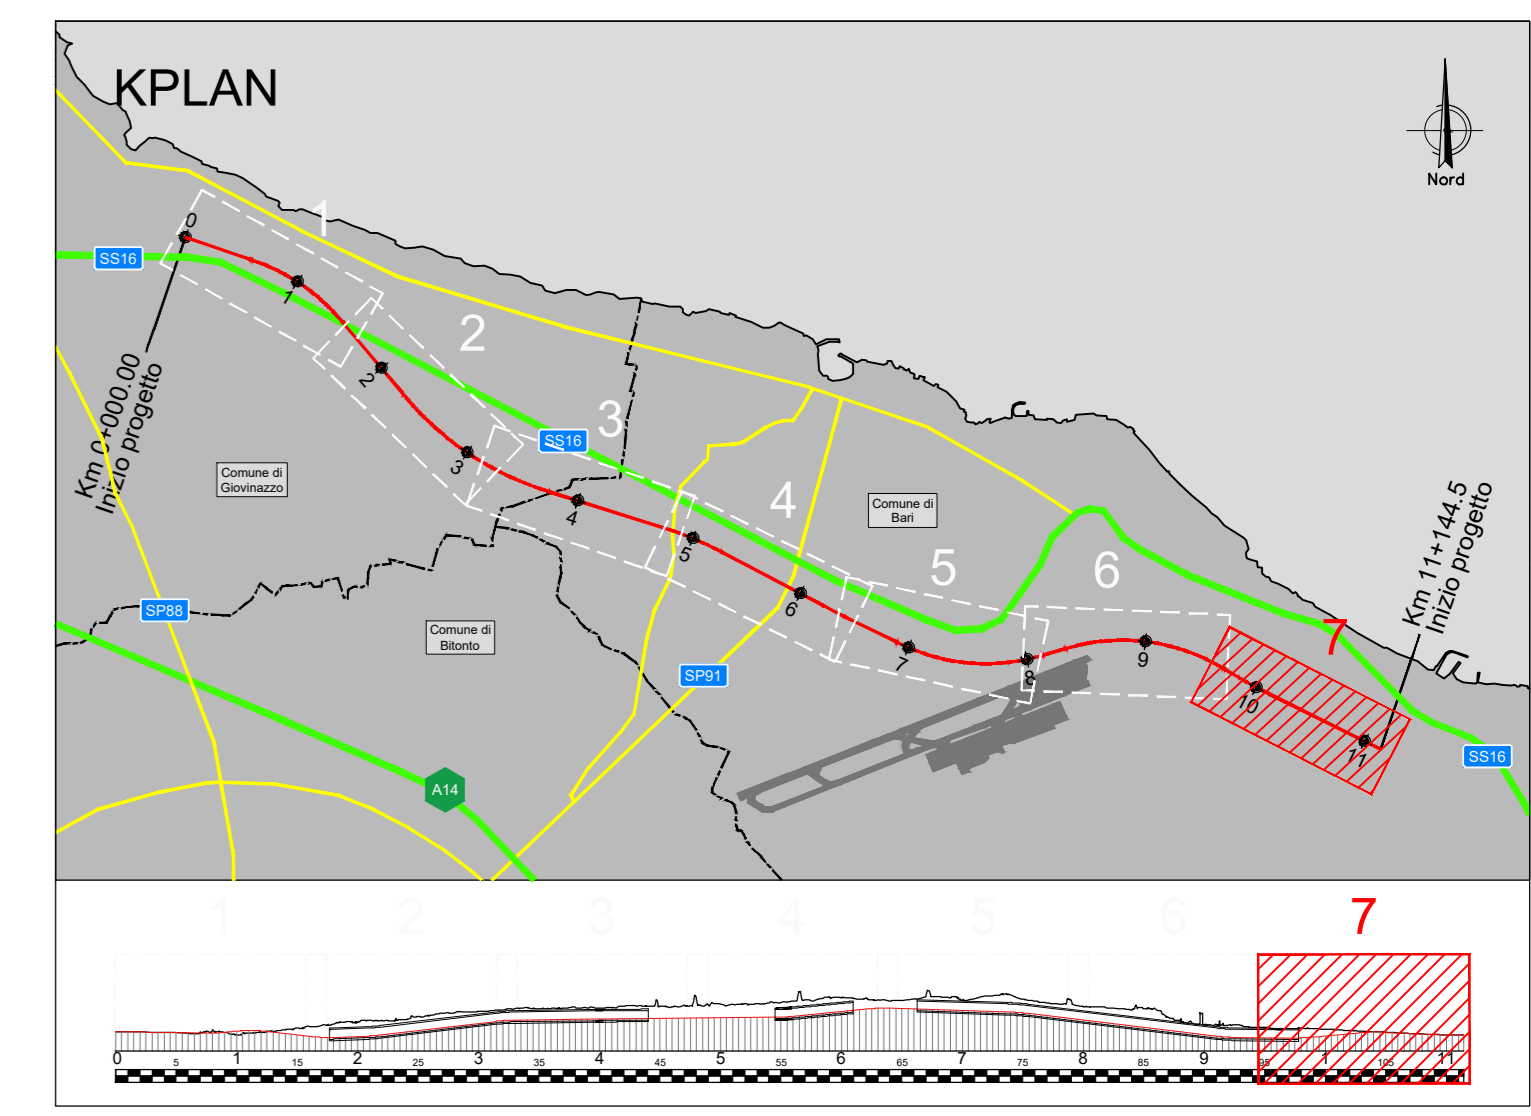 KPLAN
Nord
0
1
SS16
1
2
2
Km 0+000.00
Inizio progetto
3
SS16
3
Comune di
Giovinazzo
4
4
Comune di
Bari
5
5
6
6
Km 11+144.5
Inizio progetto
SP88
Comune di
Bitonto
7
7
8
9
SP91
10
11
SS16
A14
1 2 3 4 5 6 7
0 5 1 15 2 25 3 35 4 45 5 55 6 65 7 75 8 85 9 95 1 105 11